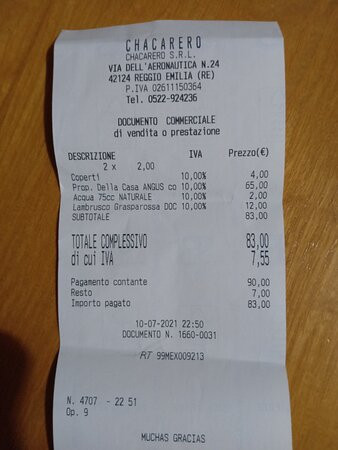 CHACARERO
CHACARERO S.R.L.
VIA DELL'AERONAUTICA N.24
42124 REGGIO EMILIA (RE)
P.IVA 02611150364
Tel. 0522-924236
DOCUMENTO COMMERCIALE
di vendita o prestazione
DESCRIZIONE IVA Prezzo(€)
2 x 2,00
Coperti 10,00% 4,00
Prop. Della Casa ANGUS co 10,00% 65,00
Acqua 75cc NATURALE 10,00% 2,00
Lambrusco Grasparossa DOC 10,00% 12,00
SUBTOTALE 83,00
TOTALE COMPLESSIVO 83,00
di cui IVA 7,55
Pagamento contante 90,00
Resto 7,00
Importo pagato 83,00
10-07-2021 22:50
DOCUMENTO N. 1660-0031
RT 99MEX009213
N. 4707 - 22 51
Op. 9
MUCHAS GRACIAS